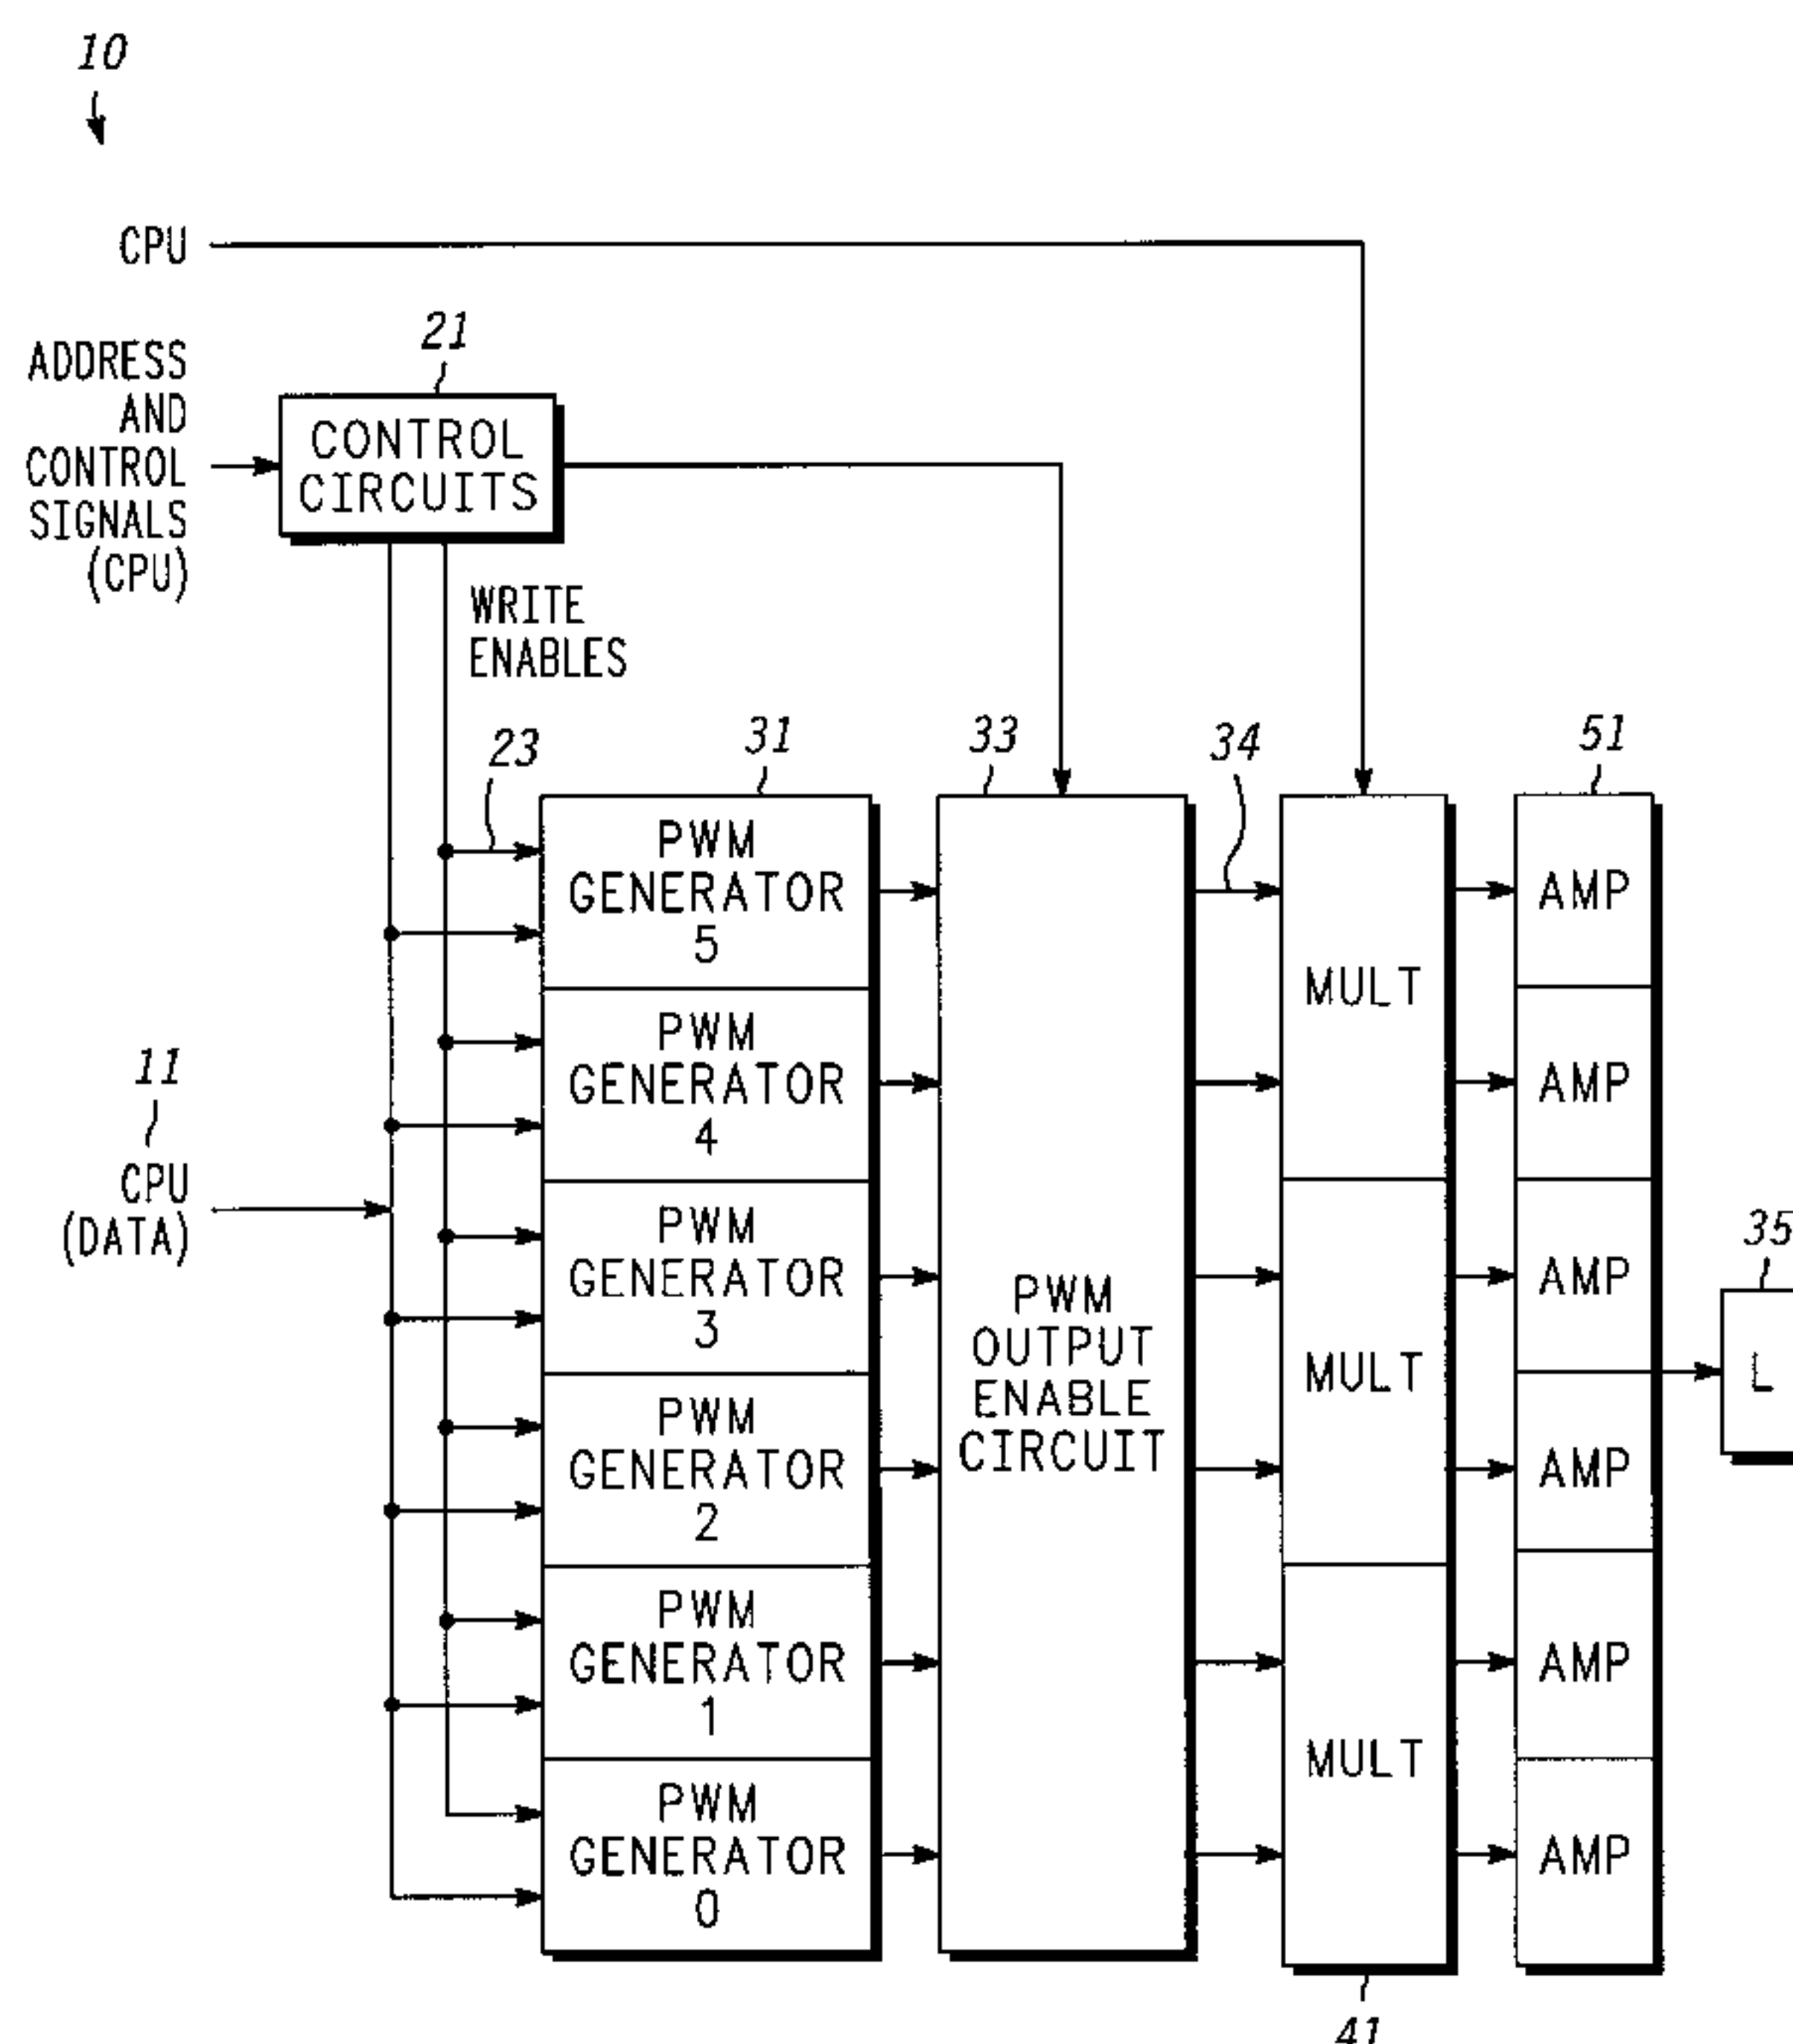 10
CPU
21
ADDRESS
AND
CONTROL
SIGNALS
(CPU)
CONTROL
CIRCUITS
WRITE
ENABLES
23
31
33
34
51
PWM
GENERATOR
5
PWM
GENERATOR
4
PWM
GENERATOR
3
PWM
GENERATOR
2
PWM
GENERATOR
1
PWM
GENERATOR
0
11
CPU
(DATA)
PWM
OUTPUT
ENABLE
CIRCUIT
MULT
MULT
MULT
41
AMP
AMP
AMP
AMP
AMP
AMP
35
L